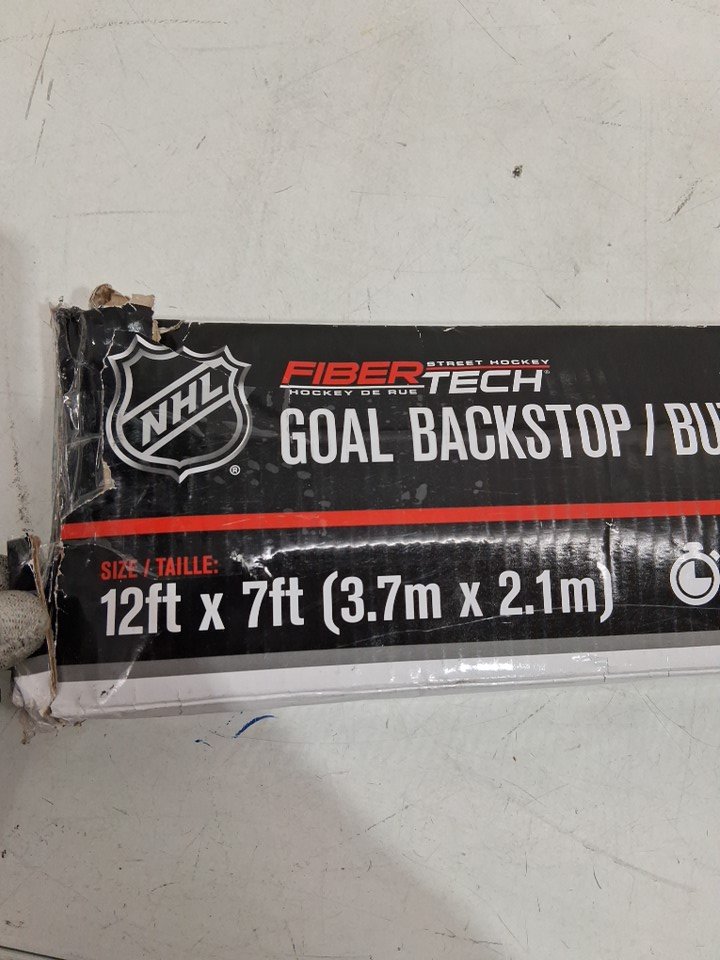 NHL
®
STREET HOCKEY
FIBERTECH
HOCKEY DE RUE
GOAL BACKSTOP /
SIZE / TAILLE:
12ft x 7ft (3.7m x 2.1m)